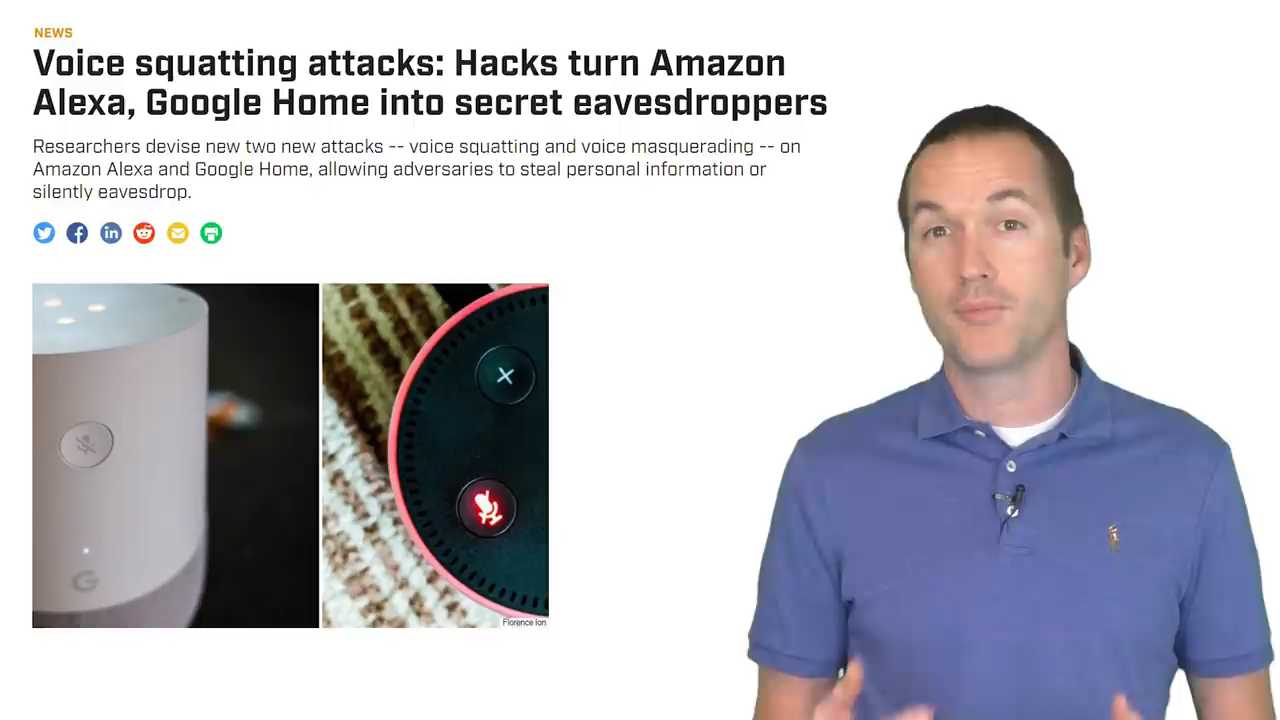 NEWS
Voice squatting attacks: Hacks turn Amazon
Alexa, Google Home into secret eavesdroppers
Researchers devise new two new attacks -- voice squatting and voice masquerading -- on
Amazon Alexa and Google Home, allowing adversaries to steal personal information or
silently eavesdrop.
G
Florence Ion